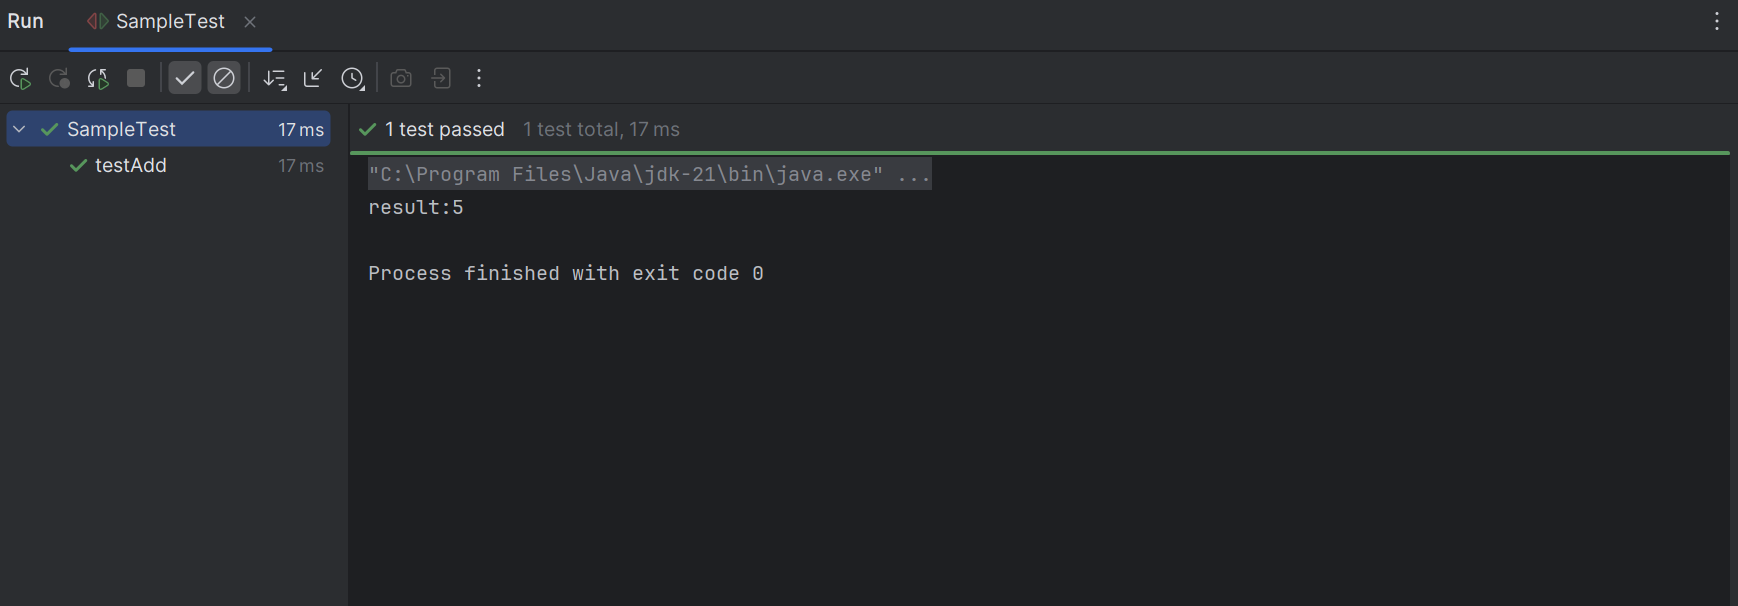 Run SampleTest
SampleTest 17 ms
testAdd 17 ms
1 test passed 1 test total, 17 ms
"C:\Program Files\Java\jdk-21\bin\java.exe" ...
result:5
Process finished with exit code 0